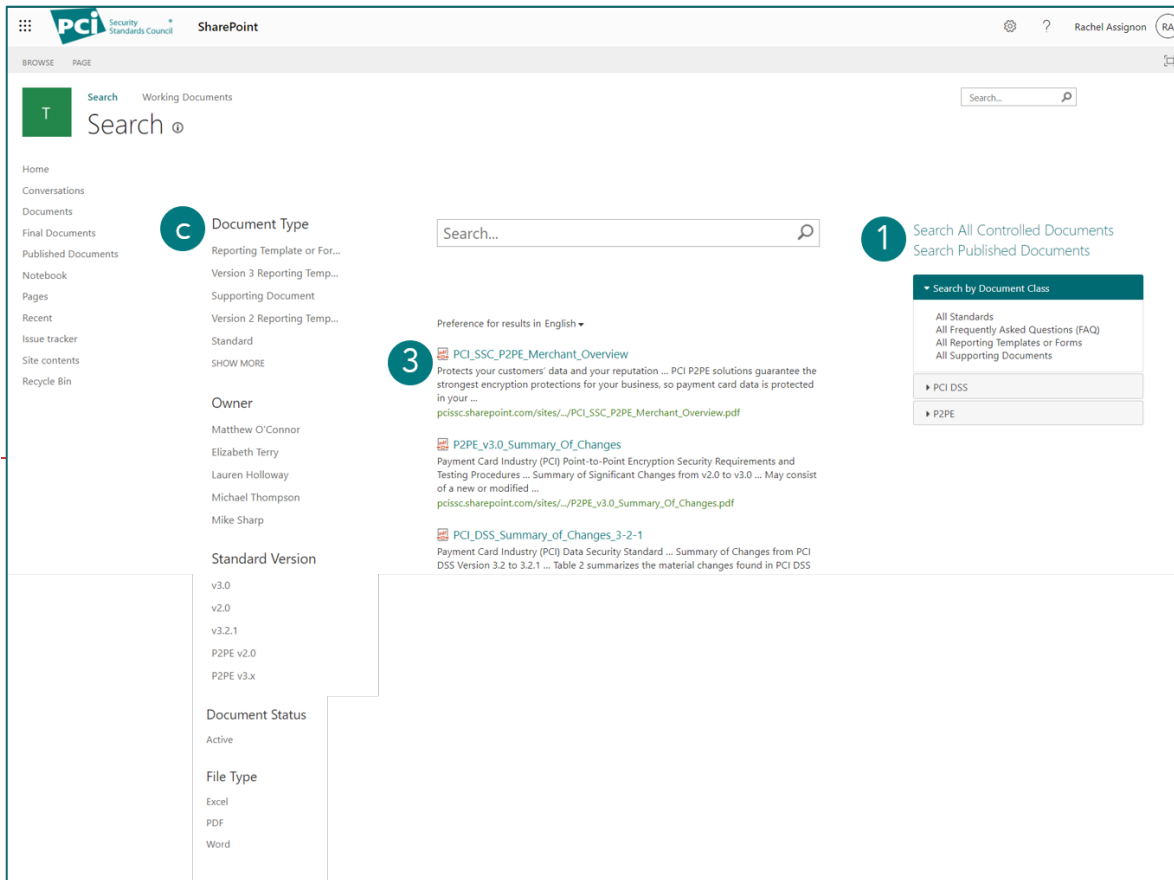 PCi Security Standards Council
SharePoint
? Rachel Assignon RA
BROWSE PAGE
T
Search Working Documents
Search...
Search
Home
Conversations
Documents
Final Documents
Published Documents
Notebook
Pages
Recent
Issue tracker
Site contents
Recycle Bin
C
Document Type
Reporting Template or For...
Version 3 Reporting Temp...
Supporting Document
Version 2 Reporting Temp...
Standard
SHOW MORE
Owner
Matthew O'Connor
Elizabeth Terry
Lauren Holloway
Michael Thompson
Mike Sharp
Standard Version
v3.0
v2.0
v3.2.1
P2PE v2.0
P2PE v3.x
Document Status
Active
File Type
Excel
PDF
Word
Search...
Preference for results in English
3
PCI_SSC_P2PE_Merchant_Overview
Protects your customers' data and your reputation ... PCI P2PE solutions guarantee the
strongest encryption protections for your business, so payment card data is protected
in your ...
pcissc.sharepoint.com/sites/.../PCI_SSC_P2PE_Merchant_Overview.pdf
P2PE_v3.0_Summary_Of_Changes
Payment Card Industry (PCI) Point-to-Point Encryption Security Requirements and
Testing Procedures ... Summary of Significant Changes from v2.0 to v3.0 ... May consist
of a new or modified ...
pcissc.sharepoint.com/sites/.../P2PE_v3.0_Summary_Of_Changes.pdf
PCI_DSS_Summary_of_Changes_3-2-1
Payment Card Industry (PCI) Data Security Standard ... Summary of Changes from PCI
DSS Version 3.2 to 3.2.1 ... Table 2 summarizes the material changes found in PCI DSS
1
Search All Controlled Documents
Search Published Documents
Search by Document Class
All Standards
All Frequently Asked Questions (FAQ)
All Reporting Templates or Forms
All Supporting Documents
PCI DSS
P2PE